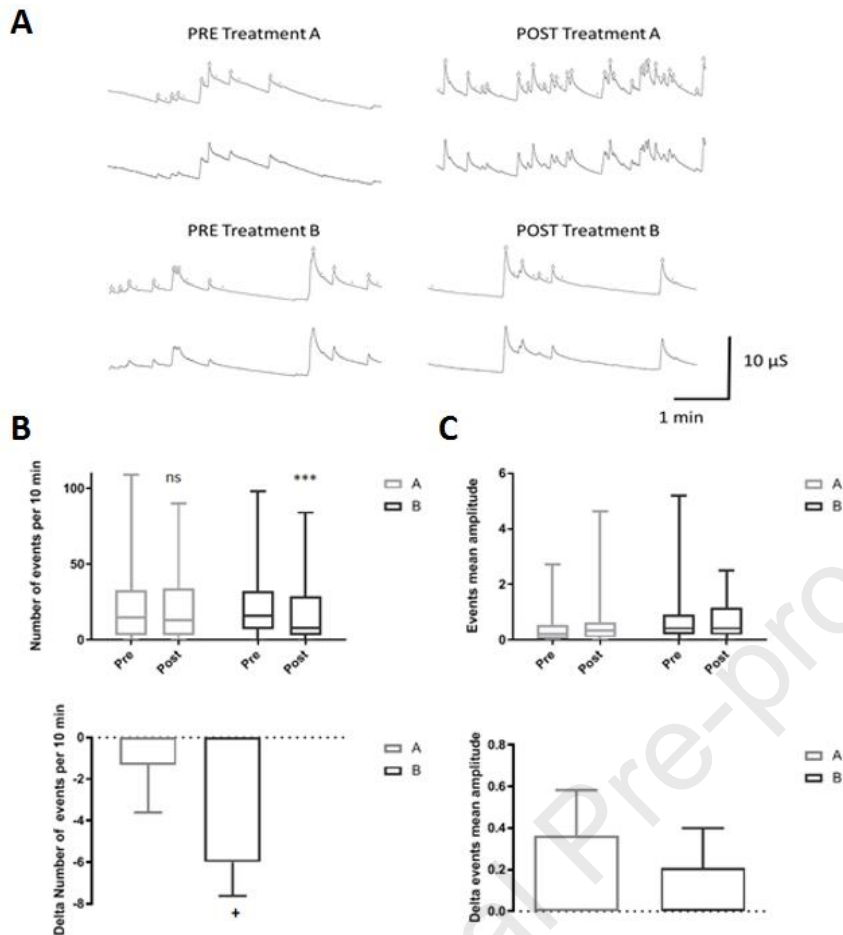 A
PRE Treatment A
POST Treatment A
PRE Treatment B
POST Treatment B
10 µS
1 min
B
Number of events per 10 min
100
50
0
ns
***
Pre
Post
Pre
Post
A
B
Delta Number of events per 10 min
0
-2
-4
-6
-8
+
A
B
C
Events mean amplitude
6
4
2
0
Pre
Post
Pre
Post
A
B
Delta events mean amplitude
0.8
0.6
0.4
0.2
0.0
A
B
al Pre-pro